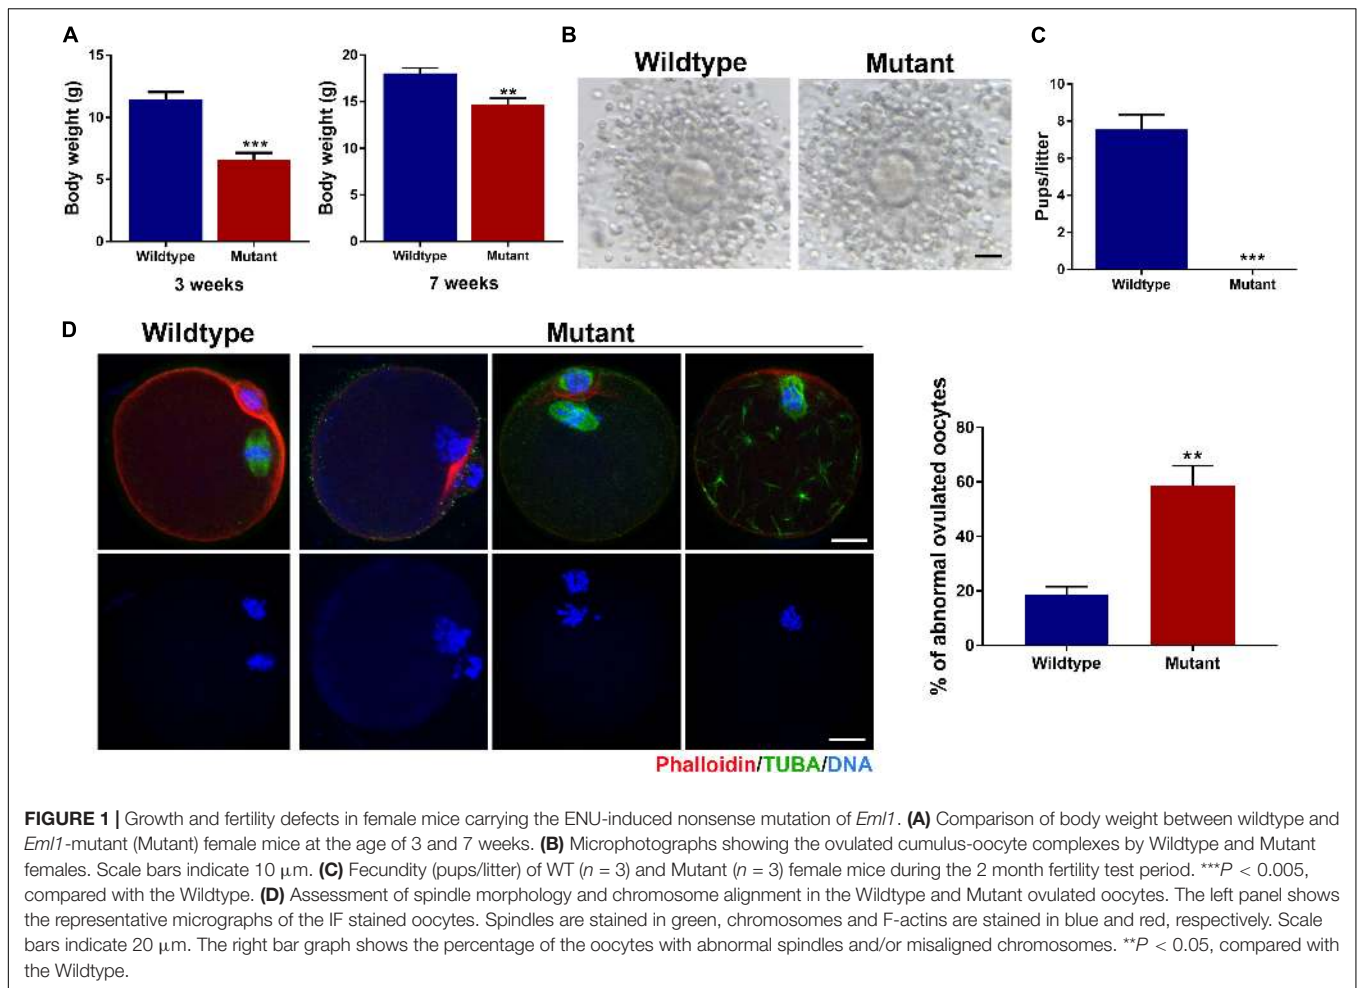 A
Body weight (g)
15
10
5
0
***
Wildtype Mutant
3 weeks
Body weight (g)
20
15
10
5
0
**
Wildtype Mutant
7 weeks
B
Wildtype Mutant
C
Pups/litter
10
8
6
4
2
0
***
Wildtype Mutant
D
Wildtype Mutant
Phalloidin/TUBA/DNA
% of abnormal ovulated oocytes
80
60
40
20
0
**
Wildtype Mutant
FIGURE 1 | Growth and fertility defects in female mice carrying the ENU-induced nonsense mutation of Eml1. (A) Comparison of body weight between wildtype and
Eml1-mutant (Mutant) female mice at the age of 3 and 7 weeks. (B) Microphotographs showing the ovulated cumulus-oocyte complexes by Wildtype and Mutant
females. Scale bars indicate 10 μm. (C) Fecundity (pups/litter) of WT (n = 3) and Mutant (n = 3) female mice during the 2 month fertility test period. ***P < 0.005,
compared with the Wildtype. (D) Assessment of spindle morphology and chromosome alignment in the Wildtype and Mutant ovulated oocytes. The left panel shows
the representative micrographs of the IF stained oocytes. Spindles are stained in green, chromosomes and F-actins are stained in blue and red, respectively. Scale
bars indicate 20 μm. The right bar graph shows the percentage of the oocytes with abnormal spindles and/or misaligned chromosomes. **P < 0.05, compared with
the Wildtype.